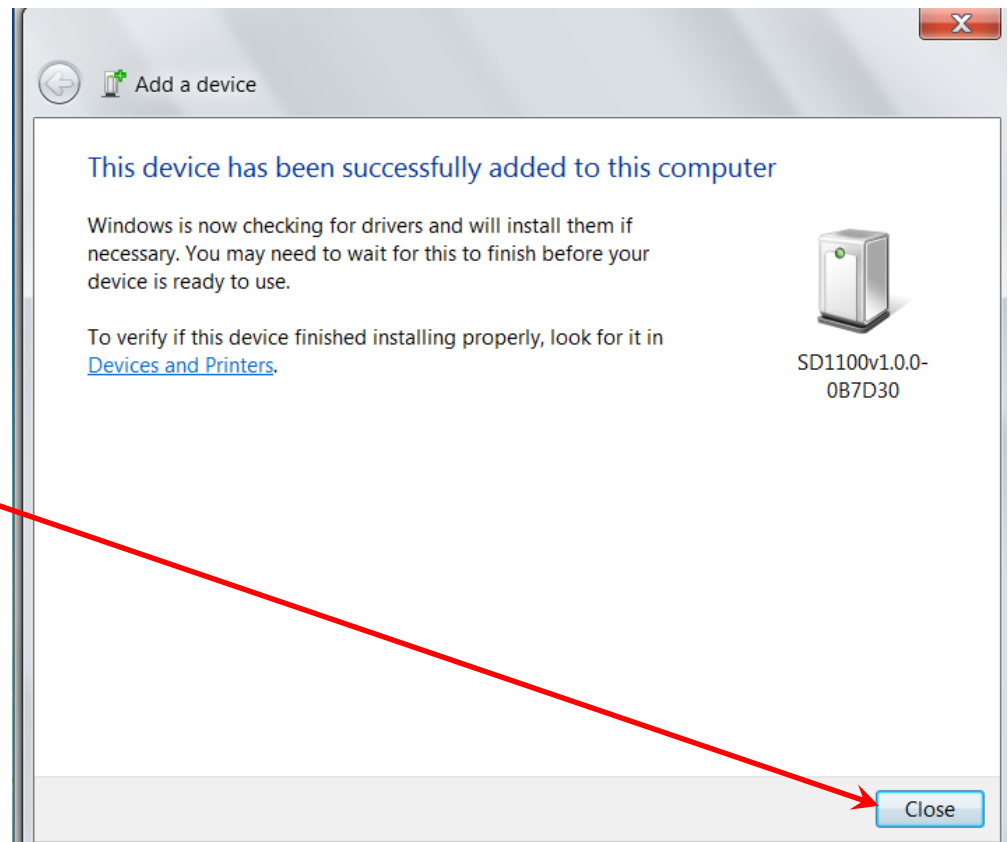 X
Add a device
This device has been successfully added to this computer
Windows is now checking for drivers and will install them if
necessary. You may need to wait for this to finish before your
device is ready to use.
To verify if this device finished installing properly, look for it in
Devices and Printers.
SD1100v1.0.0-
0B7D30
Close